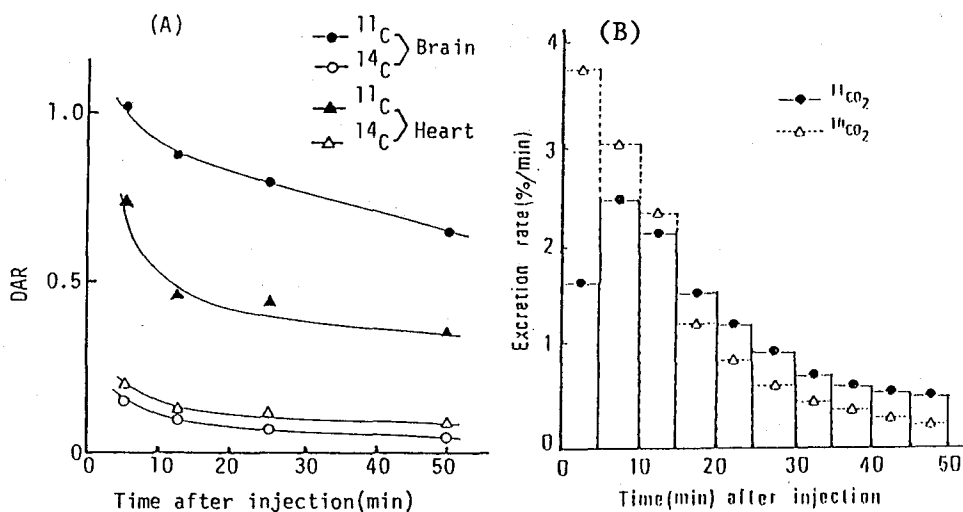 (A)
¹¹C
¹⁴C } Brain
¹¹C
¹⁴C } Heart
DAR
1.0
0.5
0
0 10 20 30 40 50
Time after injection(min)
(B)
¹¹CO₂
¹⁴CO₂
Excretion rate(%/min)
4
3
2
1
0
0 10 20 30 40 50
Time(min) after injection